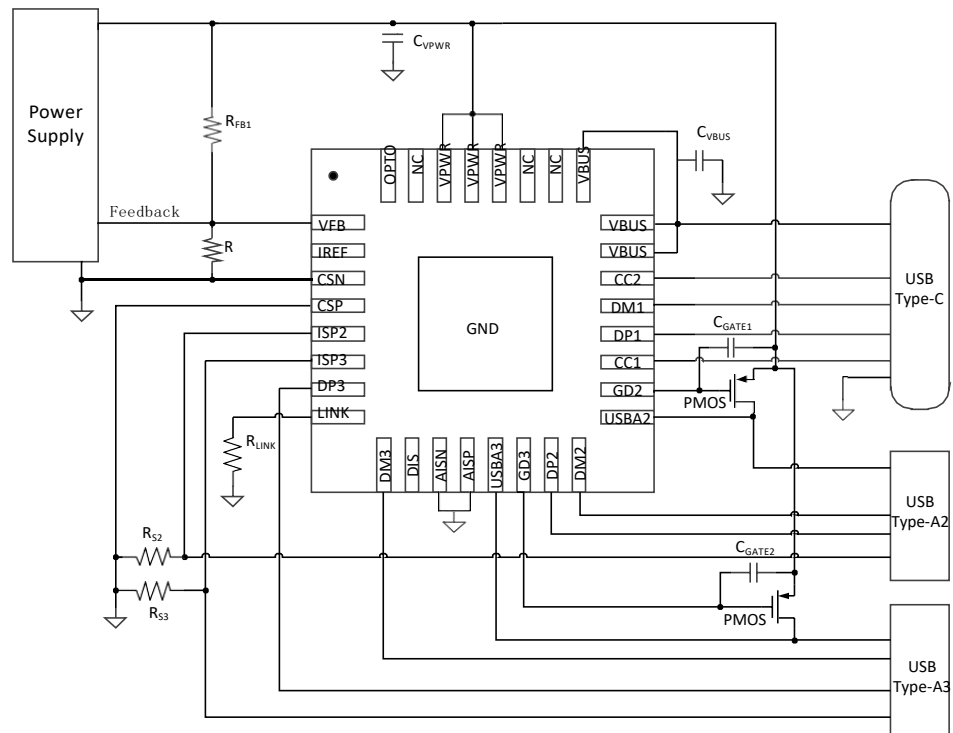 Power
Supply
Feedback
R_FB1
R
C_VPWR
C_VBUS
OPTO
NC
VPWR
VPWR
VPWR
NC
NC
VBUS
VFB
IREF
CSN
CSP
ISP2
ISP3
DP3
LINK
GND
VBUS
VBUS
CC2
DM1
DP1
CC1
GD2
USBA2
DM3
DIS
AISN
AISP
USBA3
GD3
DP2
DM2
C_GATE1
PMOS
USB
Type-C
R_LINK
R_S2
R_S3
C_GATE2
PMOS
USB
Type-A2
USB
Type-A3